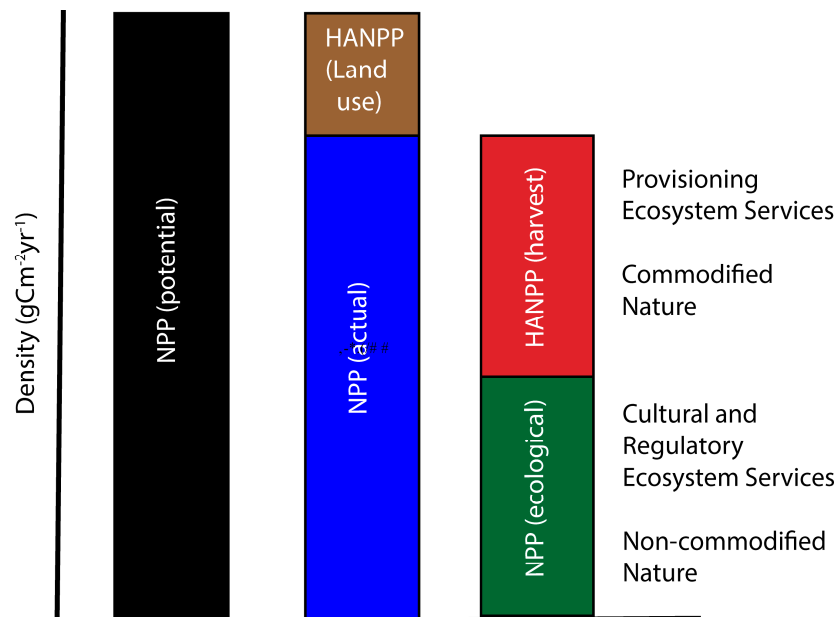 Density (gCm⁻²yr⁻¹)
NPP (potential)
HANPP
(Land
use)
NPP (actual)
HANPP (harvest)
NPP (ecological)
Provisioning
Ecosystem Services
Commodified
Nature
Cultural and
Regulatory
Ecosystem Services
Non-commodified
Nature